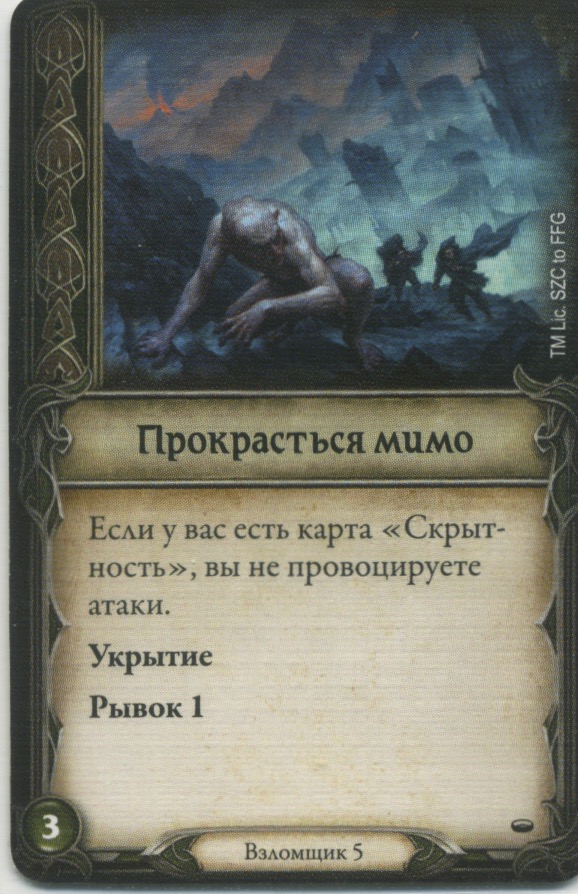 TM Lic. SZC to FFG
Прокрасться мимо
Если у вас есть карта «Скрыт-
ность», вы не провоцируете
атаки.
Укрытие
Рывок 1
3
Взломщик 5